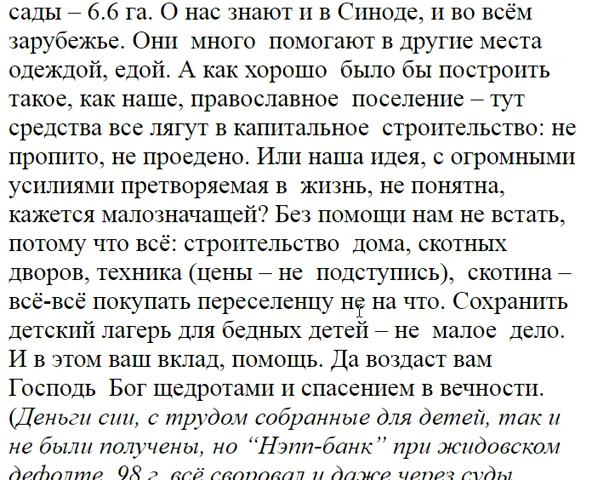 сады – 6.6 га. О нас знают и в Синоде, и во всём
зарубежье. Они много помогают в другие места
одеждой, едой. А как хорошо было бы построить
такое, как наше, православное поселение – тут
средства все лягут в капитальное строительство: не
пропито, не проедено. Или наша идея, с огромными
усилиями претворяемая в жизнь, не понятна,
кажется малозначащей? Без помощи нам не встать,
потому что всё: строительство дома, скотных
дворов, техника (цены – не подступись), скотина –
всё-всё покупать переселенцу не на что. Сохранить
детский лагерь для бедных детей – не малое дело.
И в этом ваш вклад, помощь. Да воздаст вам
Господь Бог щедротами и спасением в вечности.
(Деньги сии, с трудом собранные для детей, так и
не были получены, но “Нэпп-банк” при жидовском
дефолте 98 г. всё своровал и даже через суды